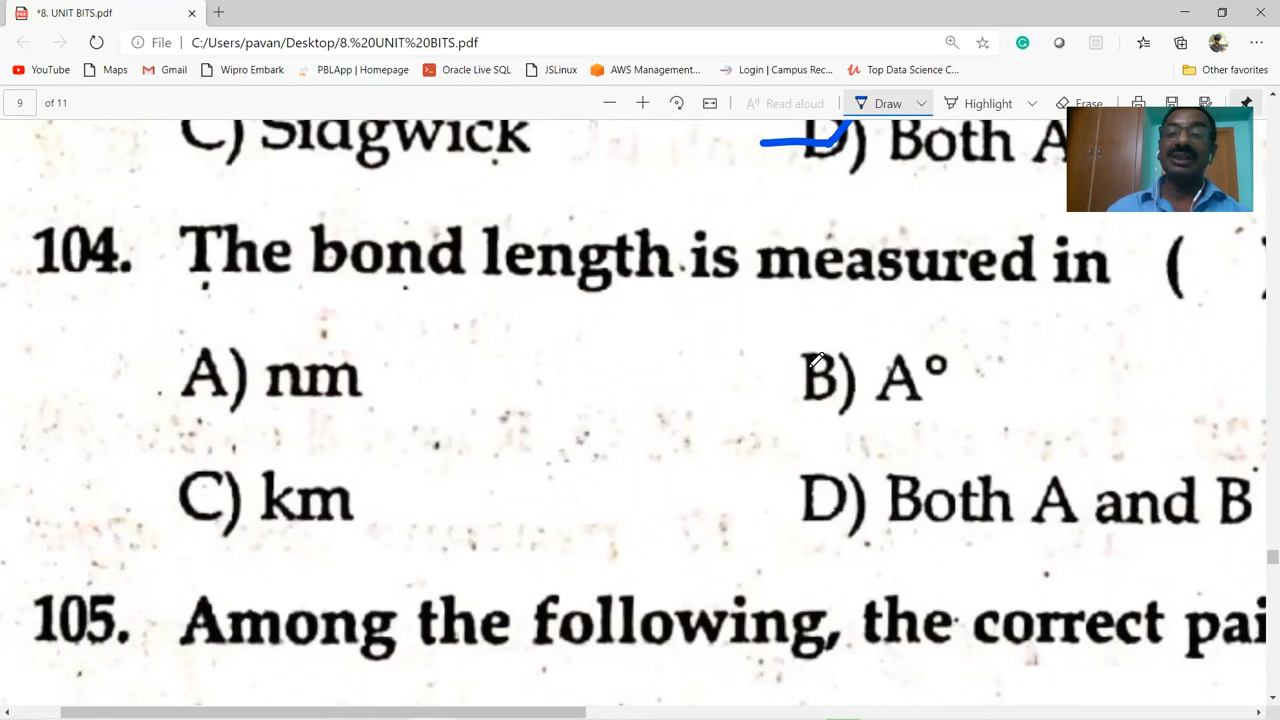 *8. UNIT BITS.pdf
File C:/Users/pavan/Desktop/8.%20UNIT%20BITS.pdf
YouTube Maps Gmail Wipro Embark PBLApp | Homepage Orcle Live SQL JSLinux AWS Management... Login | Campus Rec... Top Data Science C... Other favorites
9 of 11 Read aloud Draw Highlight Erase
C) Sidgwick D) Both A
104. The bond length is measured in ( )
A) nm B) A°
C) km D) Both A and B
105. Among the following, the correct pai